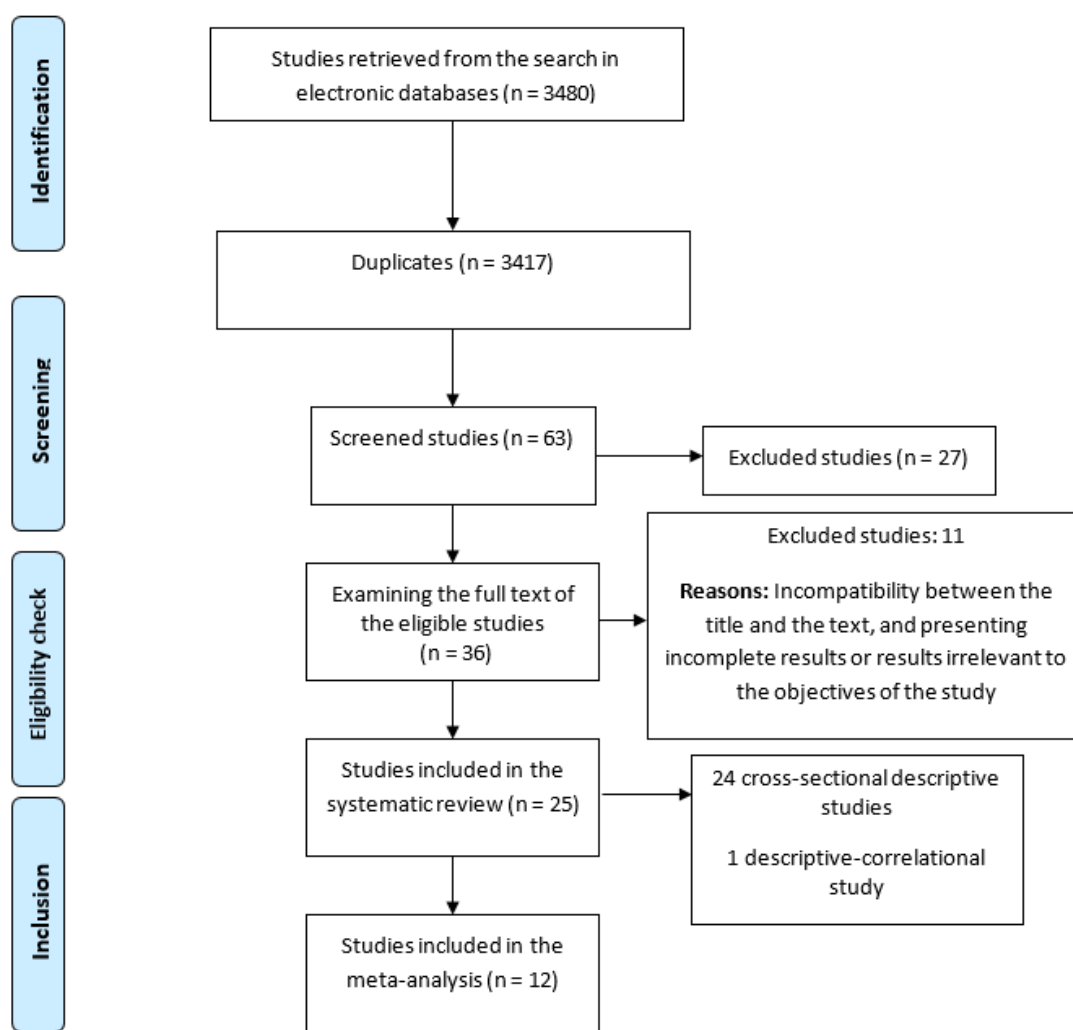 Identification
Studies retrieved from the search in
electronic databases (n = 3480)
Duplicates (n = 3417)
Screening
Screened studies (n = 63)
Excluded studies (n = 27)
Eligibility check
Examining the full text of
the eligible studies
(n = 36)
Excluded studies: 11
Reasons: Incompatibility between the
title and the text, and presenting
incomplete results or results irrelevant to
the objectives of the study
Studies included in the
systematic review (n = 25)
24 cross-sectional descriptive
studies
1 descriptive-correlational
study
Inclusion
Studies included in the
meta-analysis (n = 12)